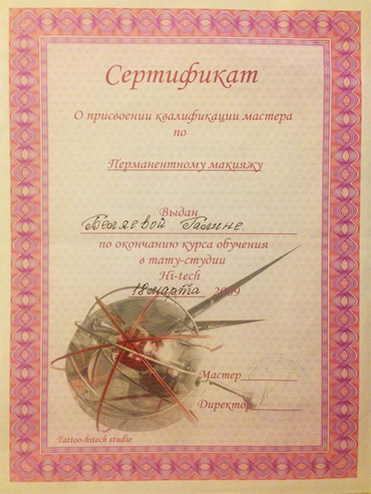 Сертификат
О присвоении квалификации мастера
по
Перманентному макияжу
Выдан
Беляевой Галине.
по окончанию курса обучения
в тату-студии
Hi-tech
18 марта 2009
Мастер
Директор
Tattoo-hitech studio